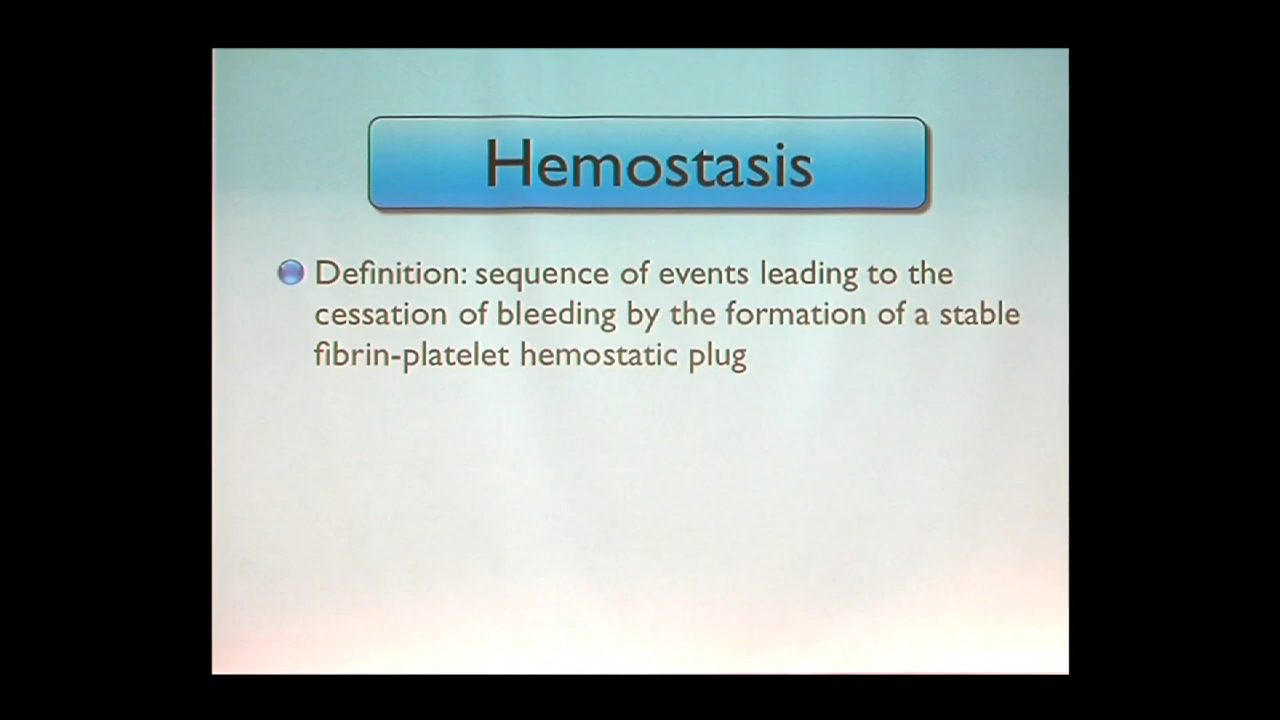 Hemostasis
Definition: sequence of events leading to the
cessation of bleeding by the formation of a stable
fibrin-platelet hemostatic plug